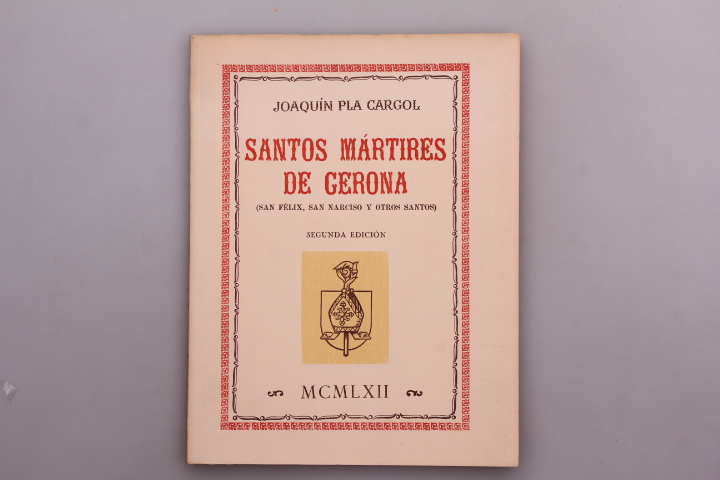 JOAQUÍN PLA CARGOL
SANTOS MÁRTIRES
DE GERONA
(SAN FÉLIX, SAN NARCISO Y OTROS SANTOS)
SEGUNDA EDICIÓN
MCMLXII